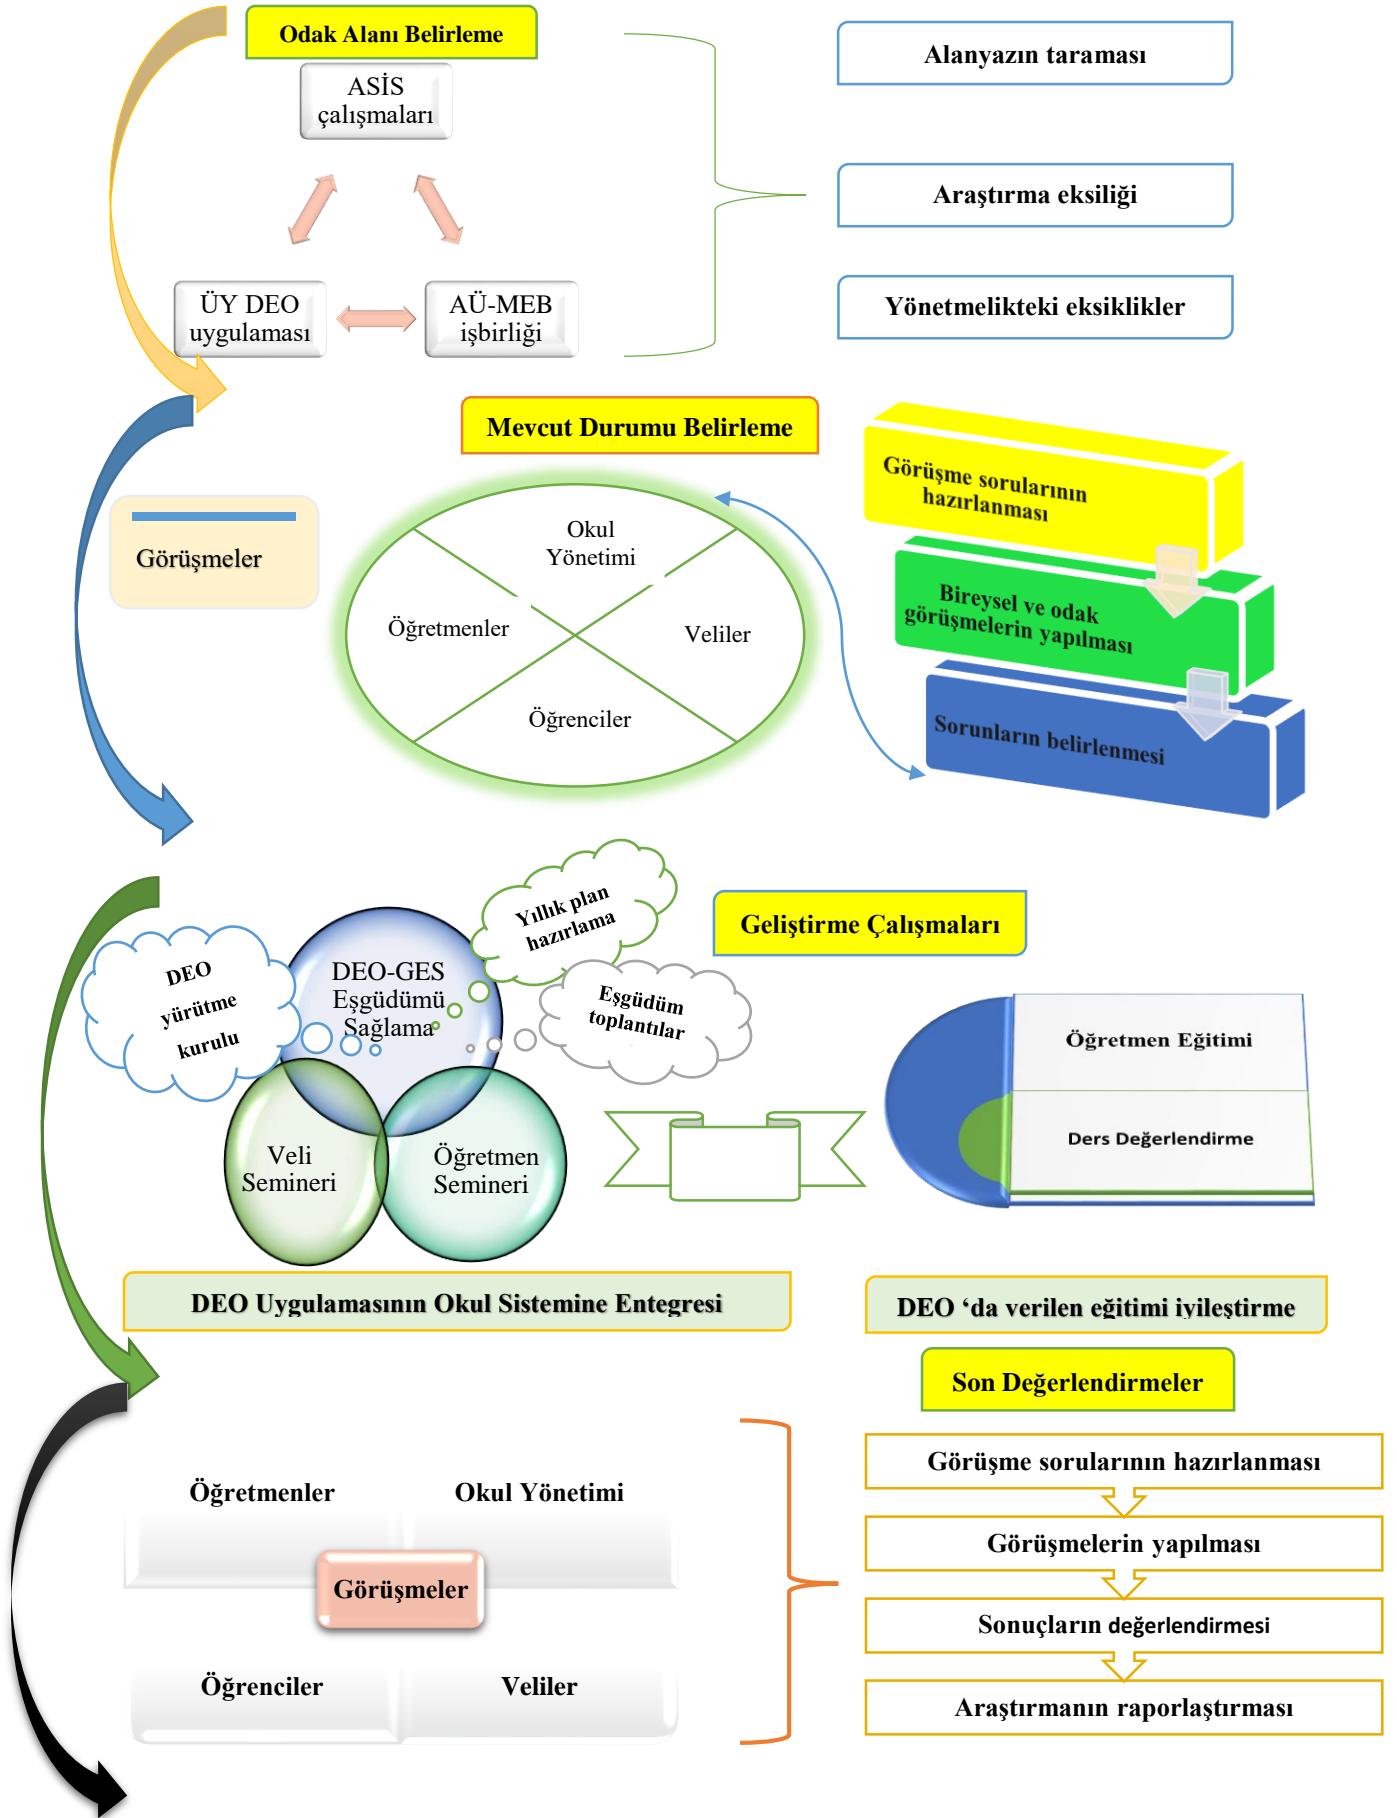 Odak Alanı Belirleme
ASİS
çalışmaları
ÜY DEO
uygulaması
AÜ-MEB
işbirliği
Alanyazın taraması
Araştırma eksiliği
Yönetmelikteki eksiklikler
Mevcut Durumu Belirleme
Görüşmeler
Okul
Yönetimi
Öğretmenler
Veliler
Öğrenciler
Görüşme sorularının
hazırlanması
Bireysel ve odak
görüşmelerin yapılması
Sorunların belirlenmesi
Geliştirme Çalışmaları
DEO
yürütme
kurulu
DEO-GES
Eşgüdümü
Sağlama
Yıllık plan
hazırlama
Eşgüdüm
toplantılar
Veli
Semineri
Öğretmen
Semineri
Öğretmen Eğitimi
Ders Değerlendirme
DEO Uygulamasının Okul Sistemine Entegresi
DEO ‘da verilen eğitimi iyileştirme
Son Değerlendirmeler
Öğretmenler
Okul Yönetimi
Görüşmeler
Öğrenciler
Veliler
Görüşme sorularının hazırlanması
Görüşmelerin yapılması
Sonuçların değerlendirmesi
Araştırmanın raporlaştırması